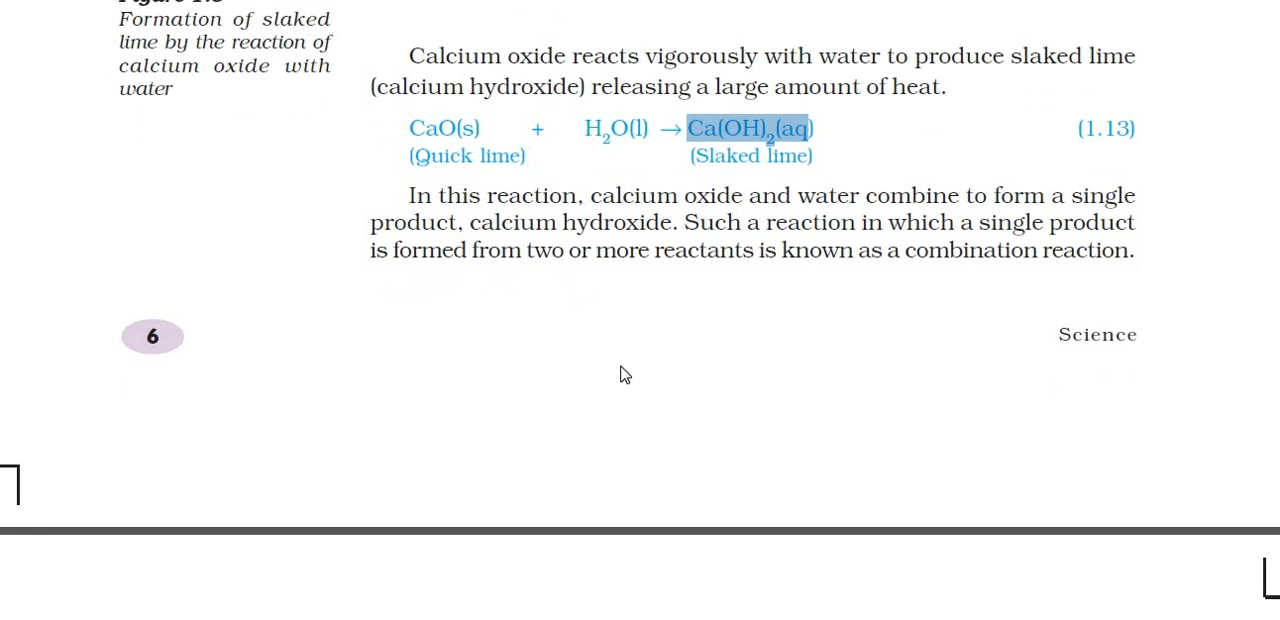 Formation of slaked
lime by the reaction of
calcium oxide with
water
Calcium oxide reacts vigorously with water to produce slaked lime
(calcium hydroxide) releasing a large amount of heat.
CaO(s) + H₂O(l) → Ca(OH)₂(aq) (1.13)
(Quick lime) (Slaked lime)
In this reaction, calcium oxide and water combine to form a single
product, calcium hydroxide. Such a reaction in which a single product
is formed from two or more reactants is known as a combination reaction.
6 Science